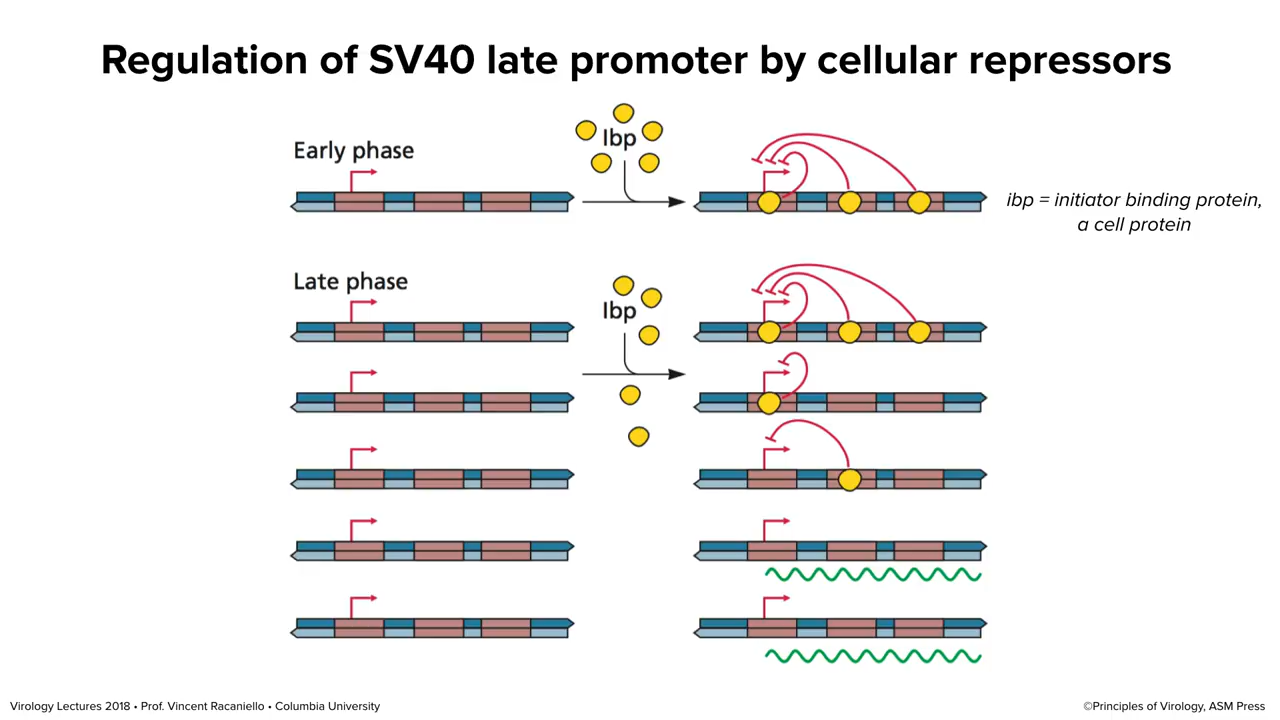 Regulation of SV40 late promoter by cellular repressors
Early phase
Ibp
ibp = initiator binding protein,
a cell protein
Late phase
Ibp
Virology Lectures 2018 • Prof. Vincent Racaniello • Columbia University
©Principles of Virology, ASM Press